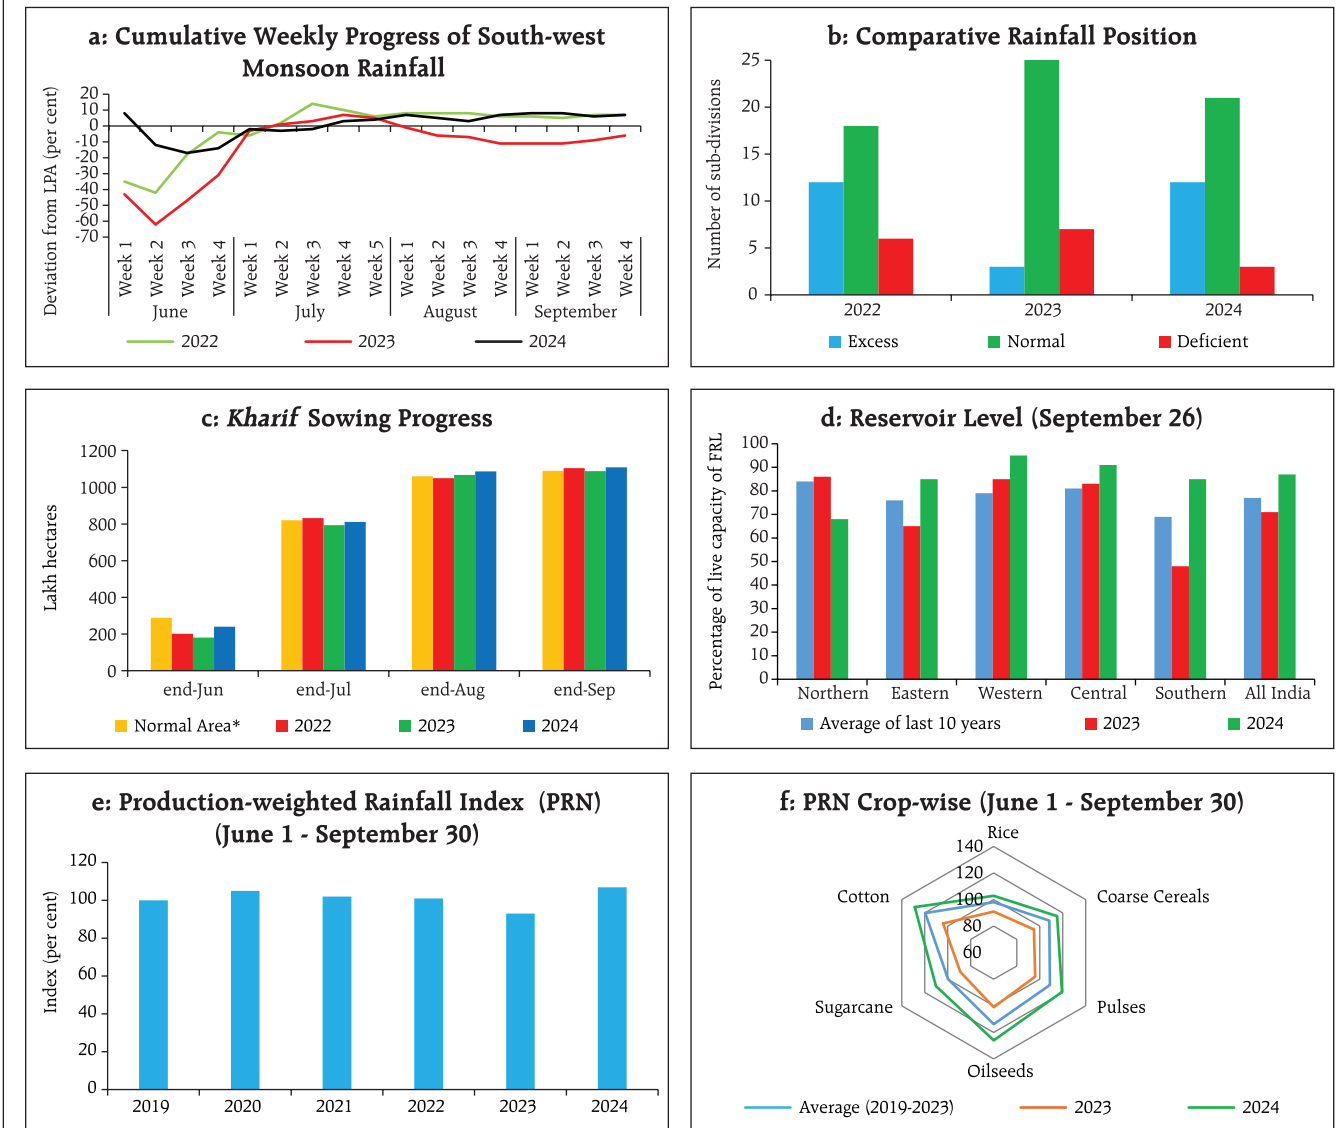 a: Cumulative Weekly Progress of South-west
Monsoon Rainfall
Deviation from LPA (per cent)
20
10
0
-10
-20
-30
-40
-50
-60
-70
Week 1
Week 2
Week 3
Week 4
Week 1
Week 2
Week 3
Week 4
Week 5
Week 1
Week 2
Week 3
Week 4
Week 1
Week 2
Week 3
Week 4
June July August September
2022 2023 2024
b: Comparative Rainfall Position
Number of sub-divisions
25
20
15
10
5
0
2022 2023 2024
Excess Normal Deficient
c: Kharif Sowing Progress
Lakh hectares
1200
1000
800
600
400
200
0
end-Jun end-Jul end-Aug end-Sep
Normal Area* 2022 2023 2024
d: Reservoir Level (September 26)
Percentage of live capacity of FRL
100
90
80
70
60
50
40
30
20
10
0
Northern Eastern Western Central Southern All India
Average of last 10 years 2023 2024
e: Production-weighted Rainfall Index (PRN)
(June 1 - September 30)
Index (per cent)
120
100
80
60
40
20
0
2019 2020 2021 2022 2023 2024
f: PRN Crop-wise (June 1 - September 30)
Rice
140
120
100
80
60
Cotton Coarse Cereals
Sugarcane Pulses
Oilseeds
Average (2019-2023) 2023 2024